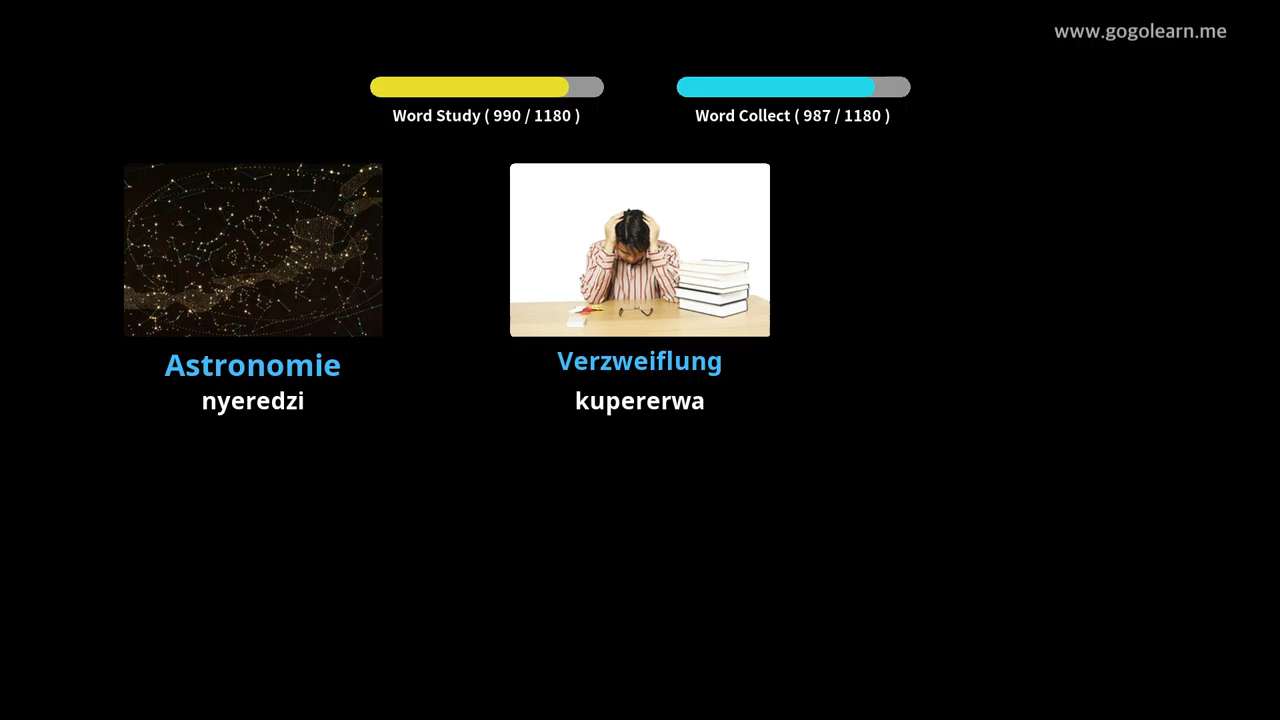 www.gogolearn.me
Word Study ( 990 / 1180 )
Word Collect ( 987 / 1180 )
Astronomie
nyeredzi
Verzweiflung
kupererwa